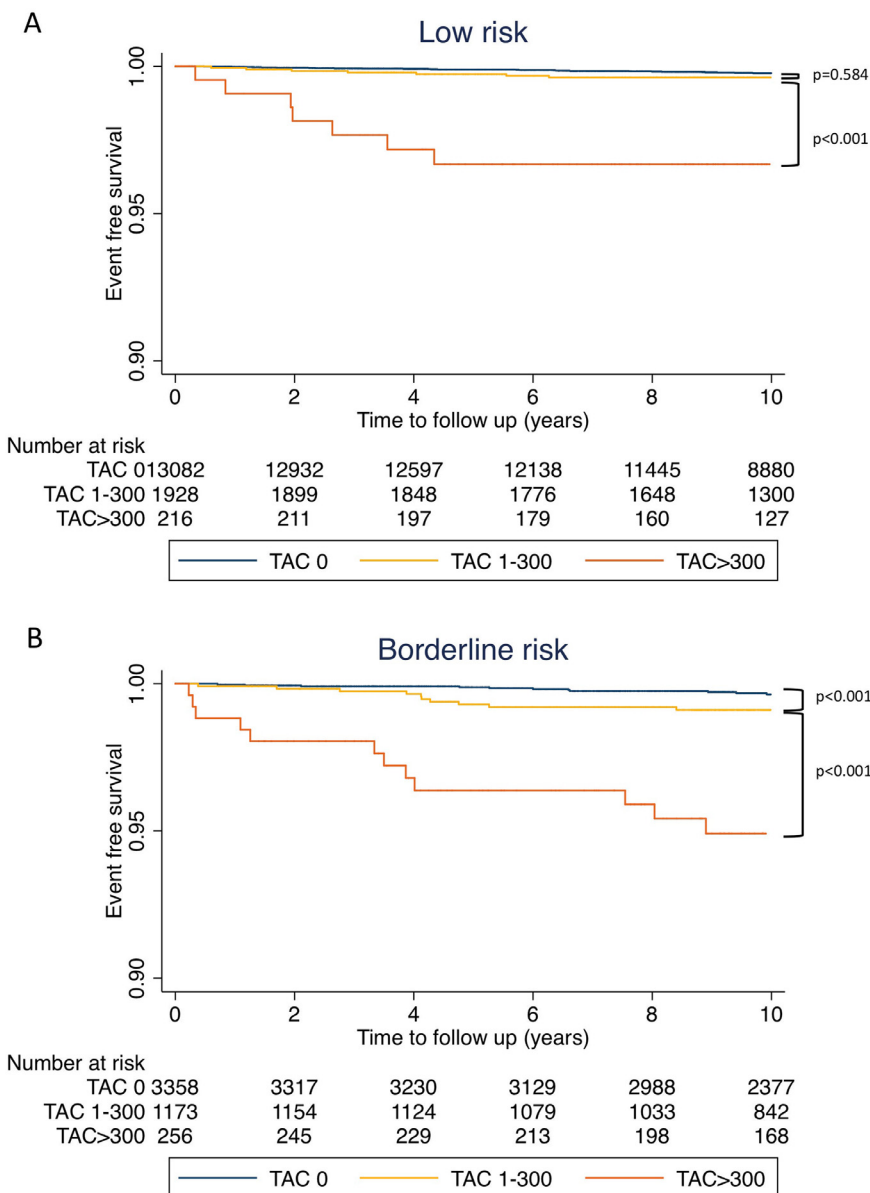 A
Low risk
1.00
0.95
0.90
Event free survival
p=0.584
p<0.001
0 2 4 6 8 10
Time to follow up (years)
Number at risk
TAC 013082 12932 12597 12138 11445 8880
TAC 1-300 1928 1899 1848 1776 1648 1300
TAC>300 216 211 197 179 160 127
TAC 0 TAC 1-300 TAC>300
B
Borderline risk
1.00
0.95
0.90
Event free survival
p<0.001
p<0.001
0 2 4 6 8 10
Time to follow up (years)
Number at risk
TAC 0 3358 3317 3230 3129 2988 2377
TAC 1-300 1173 1154 1124 1079 1033 842
TAC>300 256 245 229 213 198 168
TAC 0 TAC 1-300 TAC>300